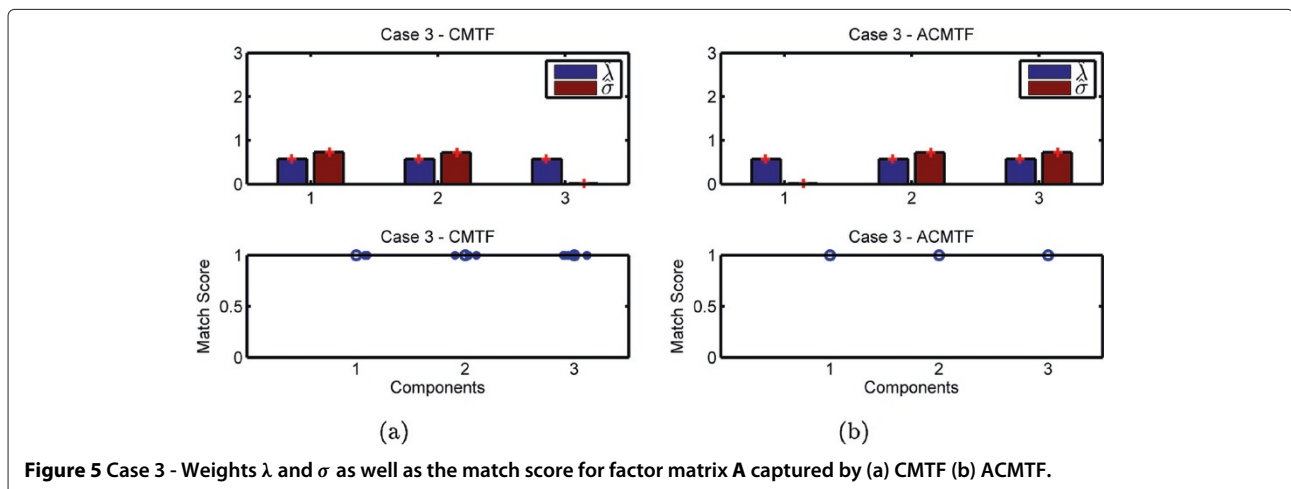 Case 3 - CMTF
3
2
1
0
λ̂
σ̂
1 2 3
Case 3 - CMTF
Match Score
1
0.5
0
1 2 3
Components
(a)
Case 3 - ACMTF
3
2
1
0
λ̂
σ̂
1 2 3
Case 3 - ACMTF
Match Score
1
0.5
0
1 2 3
Components
(b)
Figure 5 Case 3 - Weights λ and σ as well as the match score for factor matrix A captured by (a) CMTF (b) ACMTF.